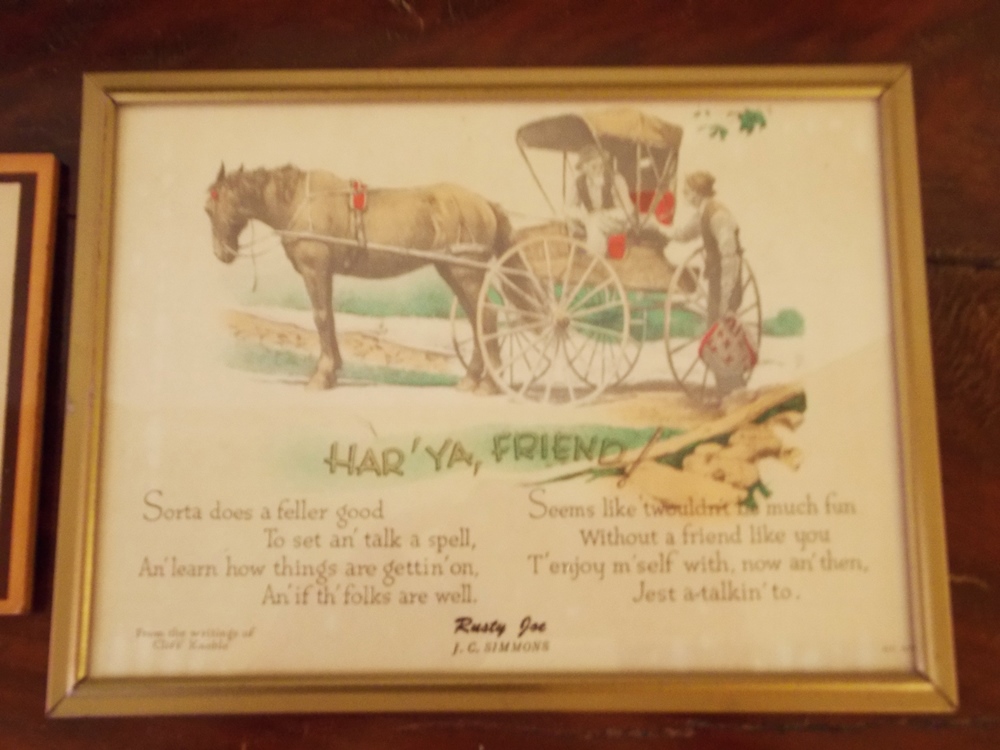 HAR'YA, FRIEND!
Sorta does a feller good
To set an' talk a spell,
An' learn how things are gettin' on,
An' if th' folks are well.
Seems like 'twouldn't be much fun
Without a friend like you
T'enjoy m'self with, now an' then,
Jest a-talkin' to.
Rusty Joe
J. C. SIMMONS
From the writings of
Cliff